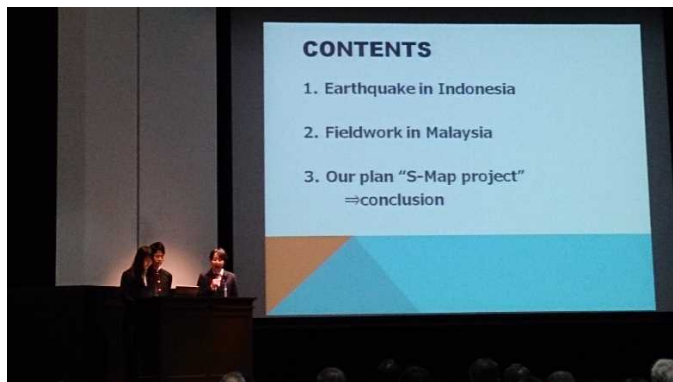 CONTENTS
1. Earthquake in Indonesia
2. Fieldwork in Malaysia
3. Our plan “S-Map project”
⇒conclusion